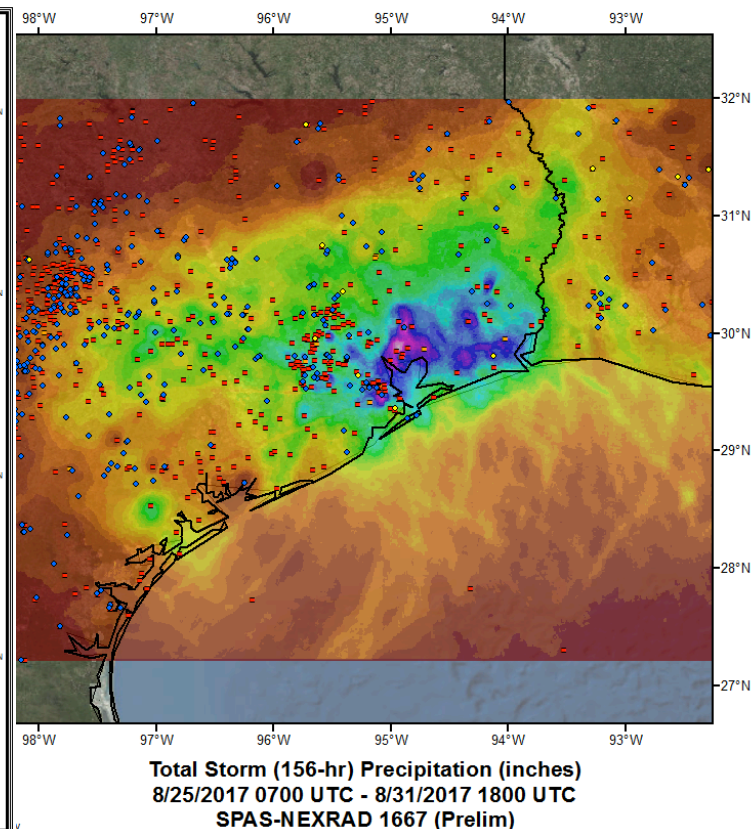 98°W 97°W 96°W 95°W 94°W 93°W
32°N
31°N
30°N
29°N
28°N
27°N
98°W 97°W 96°W 95°W 94°W 93°W
Total Storm (156-hr) Precipitation (inches)
8/25/2017 0700 UTC - 8/31/2017 1800 UTC
SPAS-NEXRAD 1667 (Prelim)